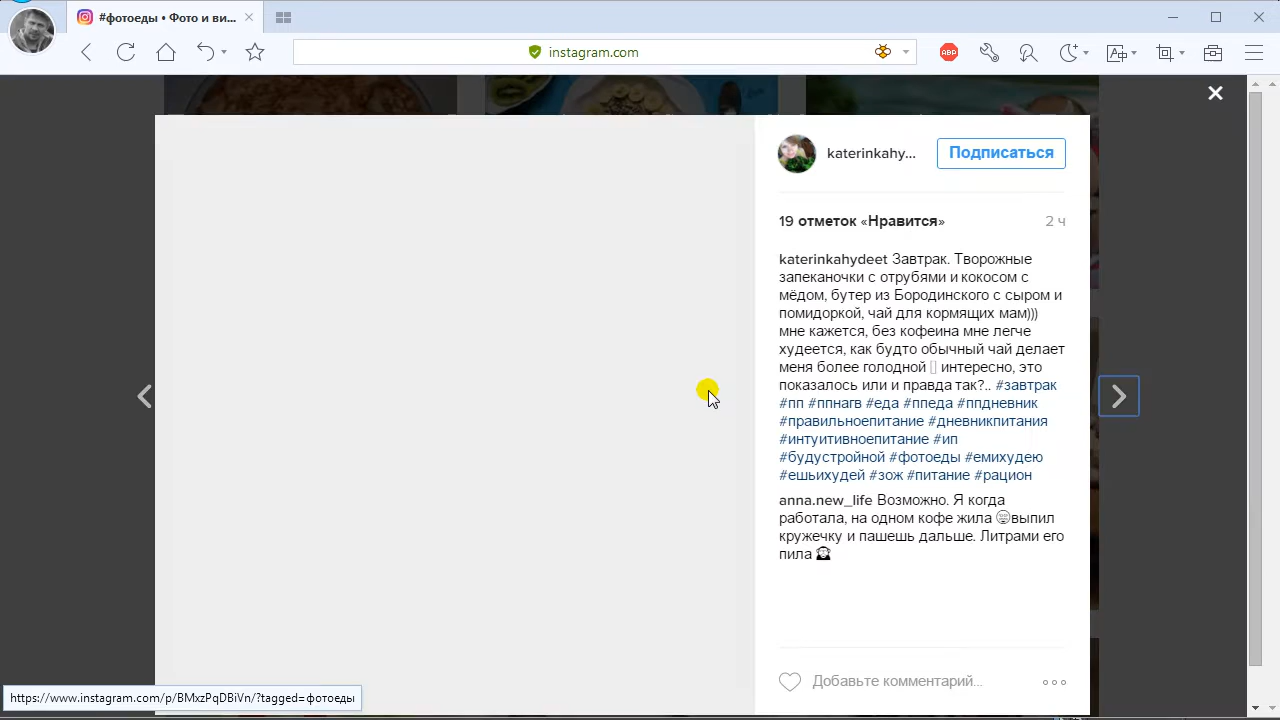 #фотоеды • Фото и ви...
instagram.com
ABP
katerinkahy...
Подписаться
19 отметок «Нравится»
2 ч
katerinkahydeet Завтрак. Творожные
запеканочки с отрубями и кокосом с
мёдом, бутер из Бородинского с сыром и
помидоркой, чай для кормящих мам)))
мне кажется, без кофеина мне легче
худеется, как будто обычный чай делает
меня более голодной интересно, это
показалось или и правда так?.. #завтрак
#пп #ппнагв #еда #ппеда #ппдневник
#правильноепитание #дневникпитания
#интуитивноепитание #ип
#будустройной #фотоеды #емихудею
#ешьихудей #зож #питание #рацион
anna.new_life Возможно. Я когда
работала, на одном кофе жила 😁выпил
кружечку и пашешь дальше. Литрами его
пила 🙈
Добавьте комментарий...
https://www.instagram.com/p/BMxzPqDBiVn/?tagged=фотоеды